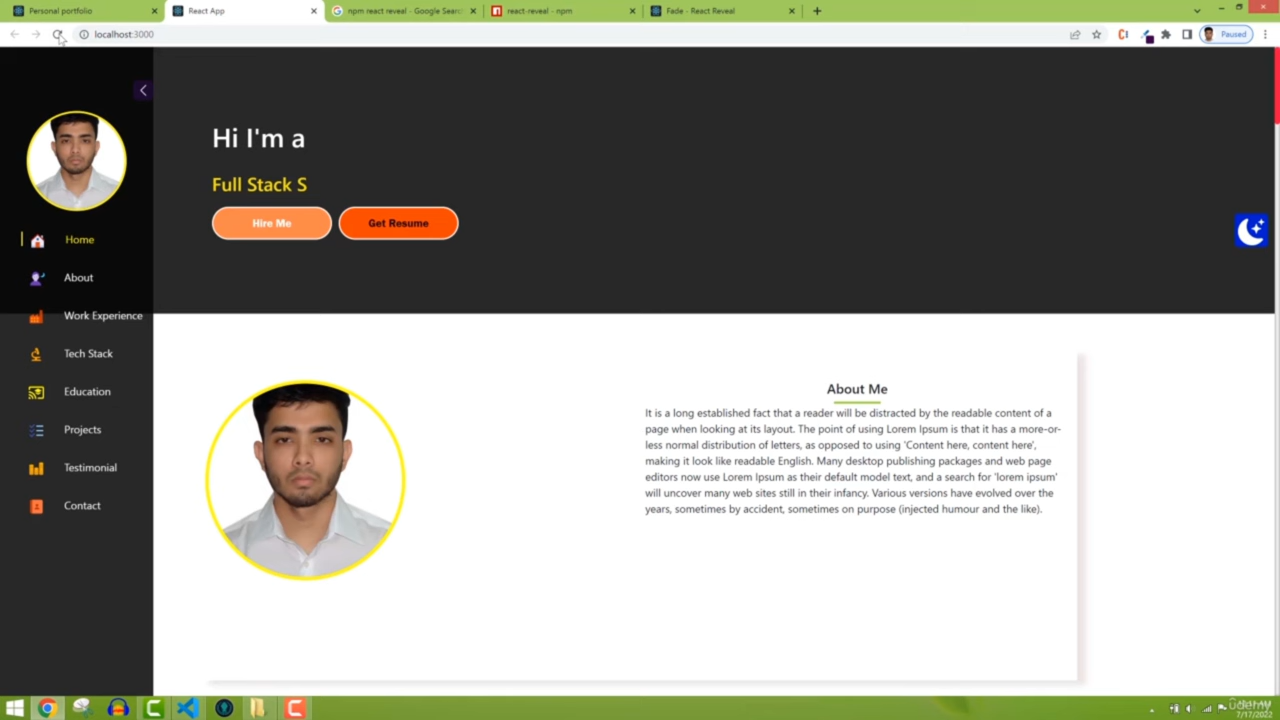 Personal portfolio
React App
npm react reveal - Google Searc
react-reveal - npm
Fade - React Reveal
localhost:3000
Paused
Hi I'm a
Full Stack S
Hire Me
Get Resume
Home
About
Work Experience
Tech Stack
Education
Projects
Testimonial
Contact
About Me
It is a long established fact that a reader will be distracted by the readable content of a
page when looking at its layout. The point of using Lorem Ipsum is that it has a more-or-
less normal distribution of letters, as opposed to using 'Content here, content here',
making it look like readable English. Many desktop publishing packages and web page
editors now use Lorem Ipsum as their default model text, and a search for 'lorem ipsum'
will uncover many web sites still in their infancy. Various versions have evolved over the
years, sometimes by accident, sometimes on purpose (injected humour and the like).
Udemy
7/17/2022